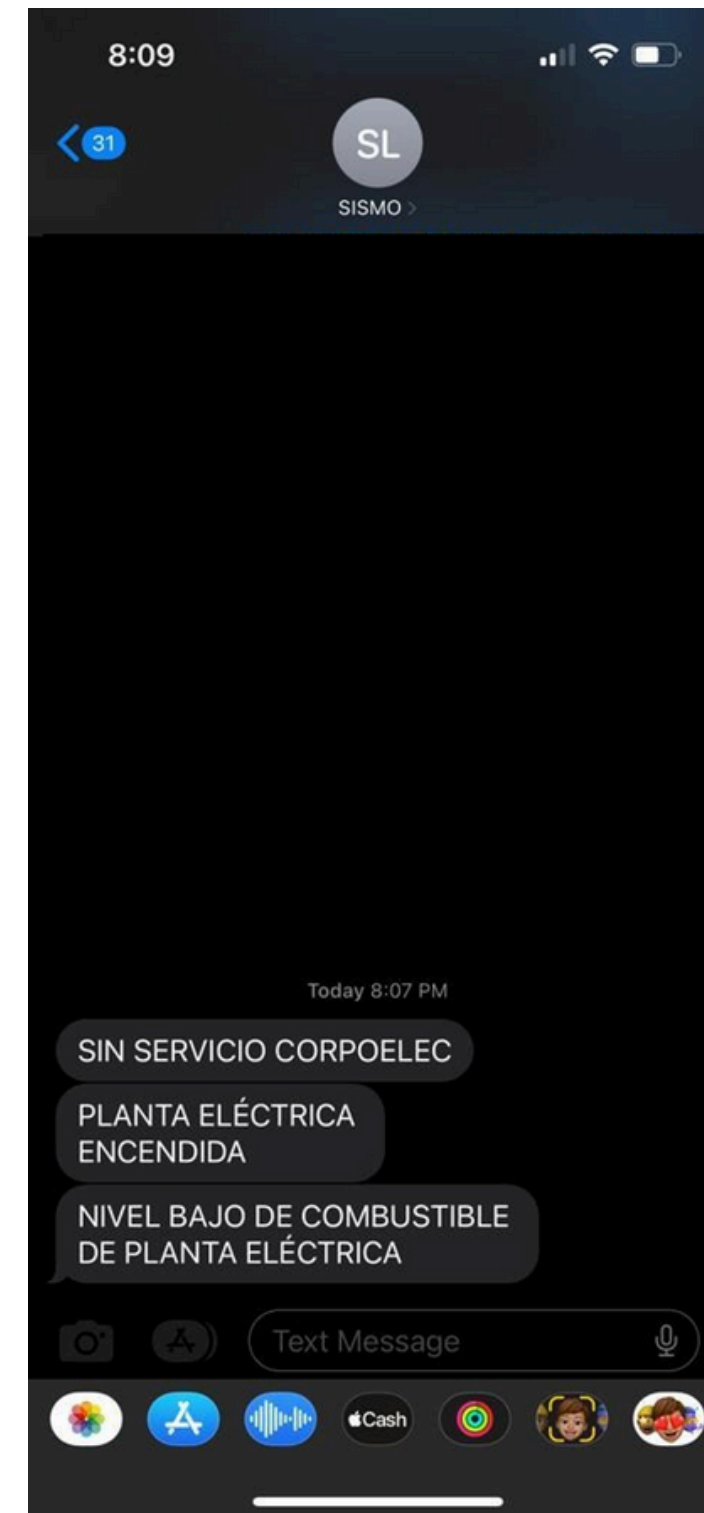 8:09
31
SL
SISMO >
Today 8:07 PM
SIN SERVICIO CORPOELEC
PLANTA ELÉCTRICA
ENCENDIDA
NIVEL BAJO DE COMBUSTIBLE
DE PLANTA ELÉCTRICA
Text Message
Cash